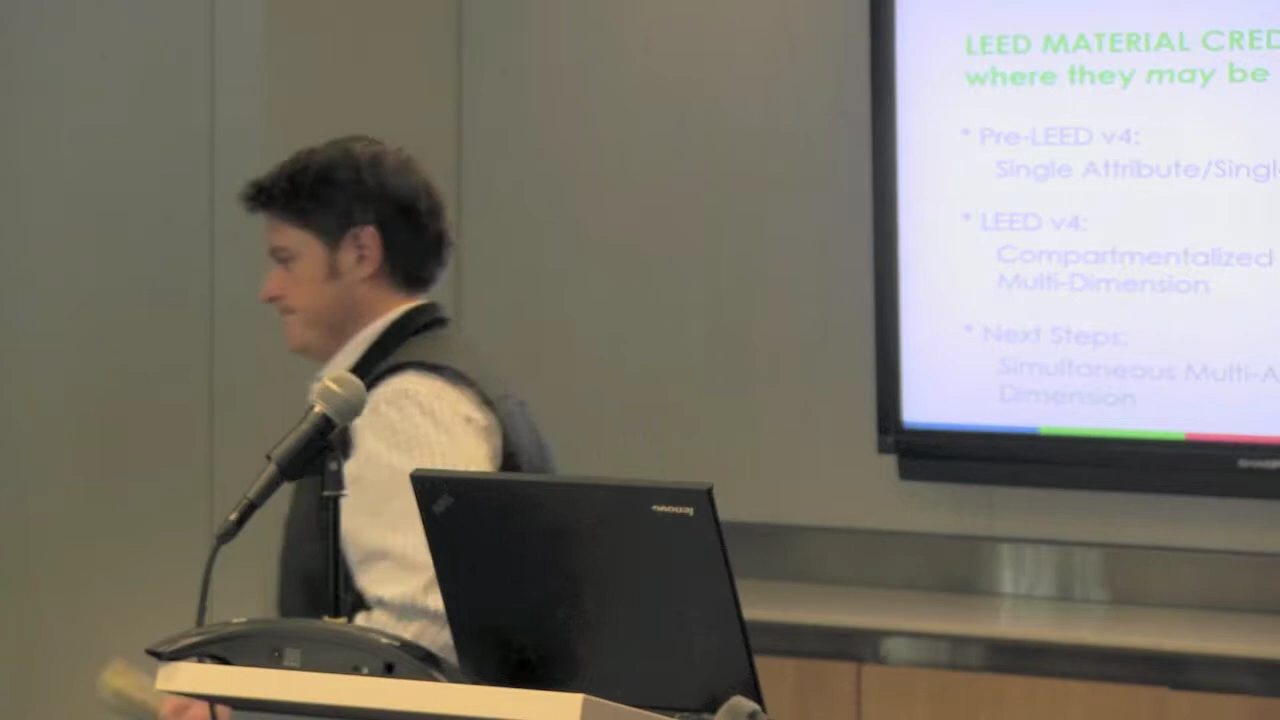 LEED MATERIAL CRED
where they may be
* Pre-LEED v4:
Single Attribute/Singl
* LEED v4:
Compartmentalized
Multi-Dimension
* Next Steps:
Simultaneous Multi-A
Dimension
lenovo